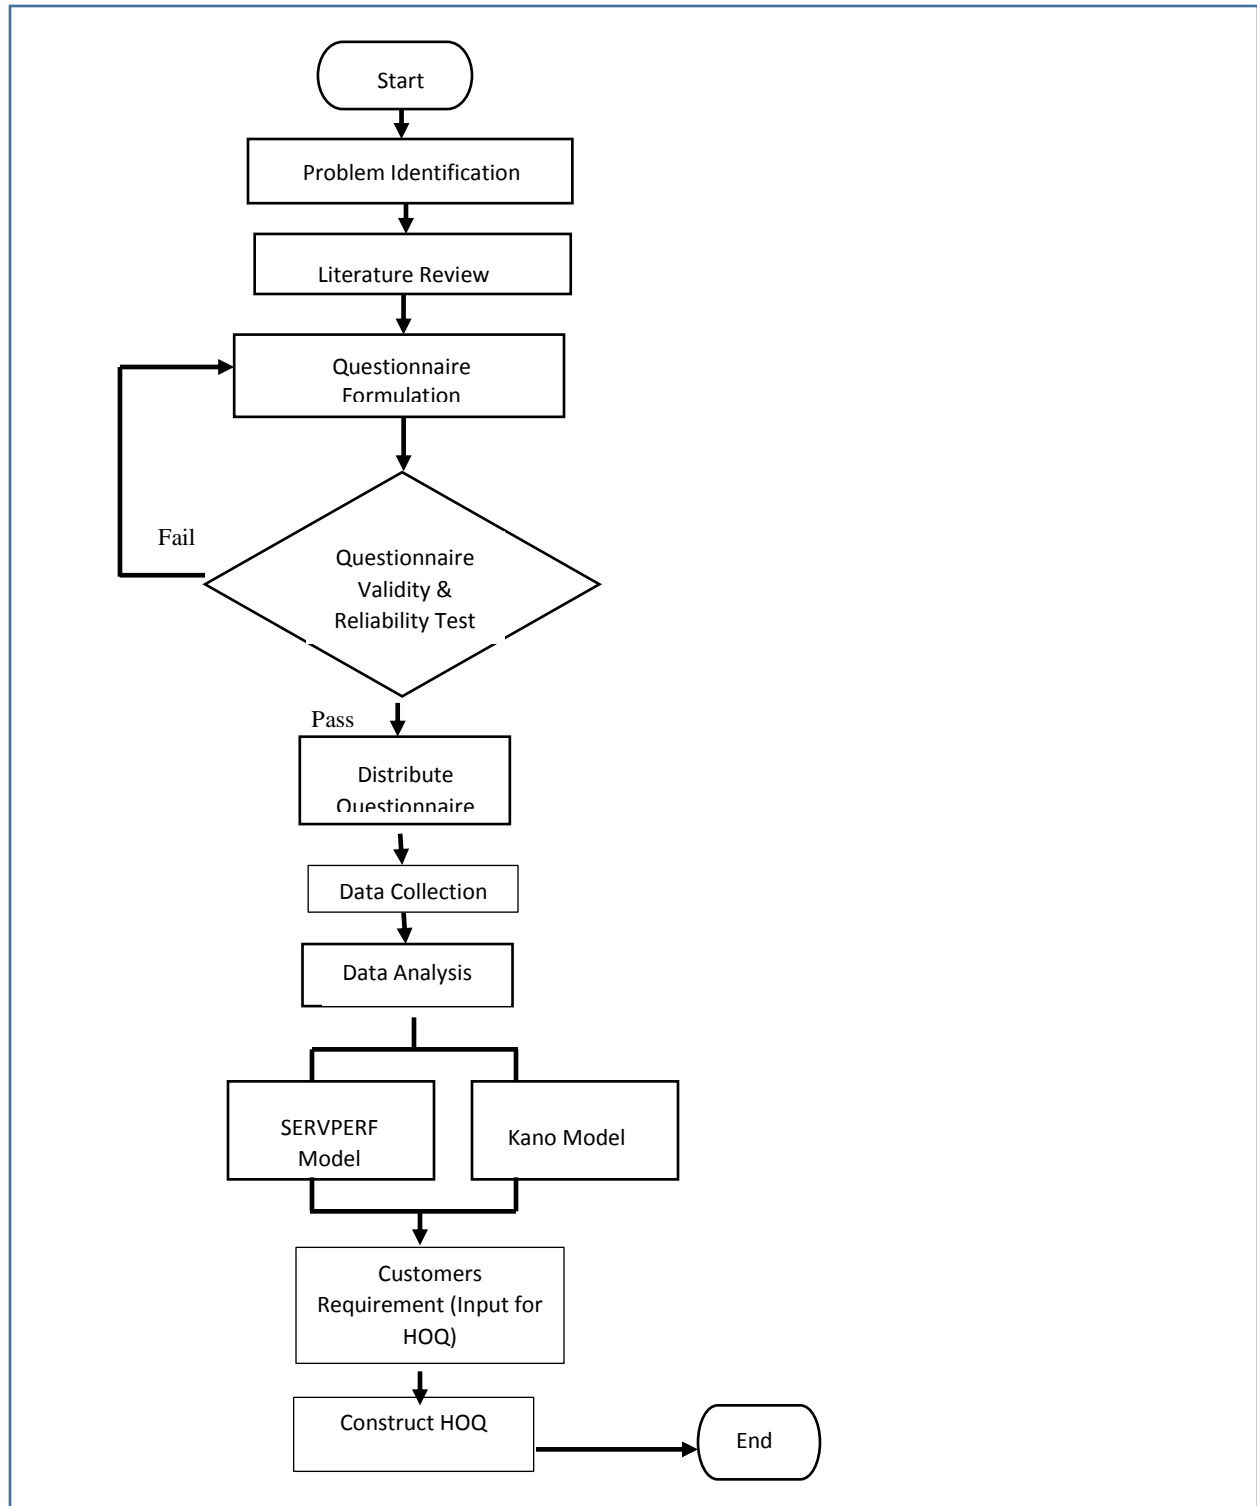 Start
Problem Identification
Literature Review
Questionnaire
Formulation
Fail
Questionnaire
Validity &
Reliability Test
Pass
Distribute
Questionnaire
Data Collection
Data Analysis
SERVPERF
Model
Kano Model
Customers
Requirement (Input for
HOQ)
Construct HOQ
End